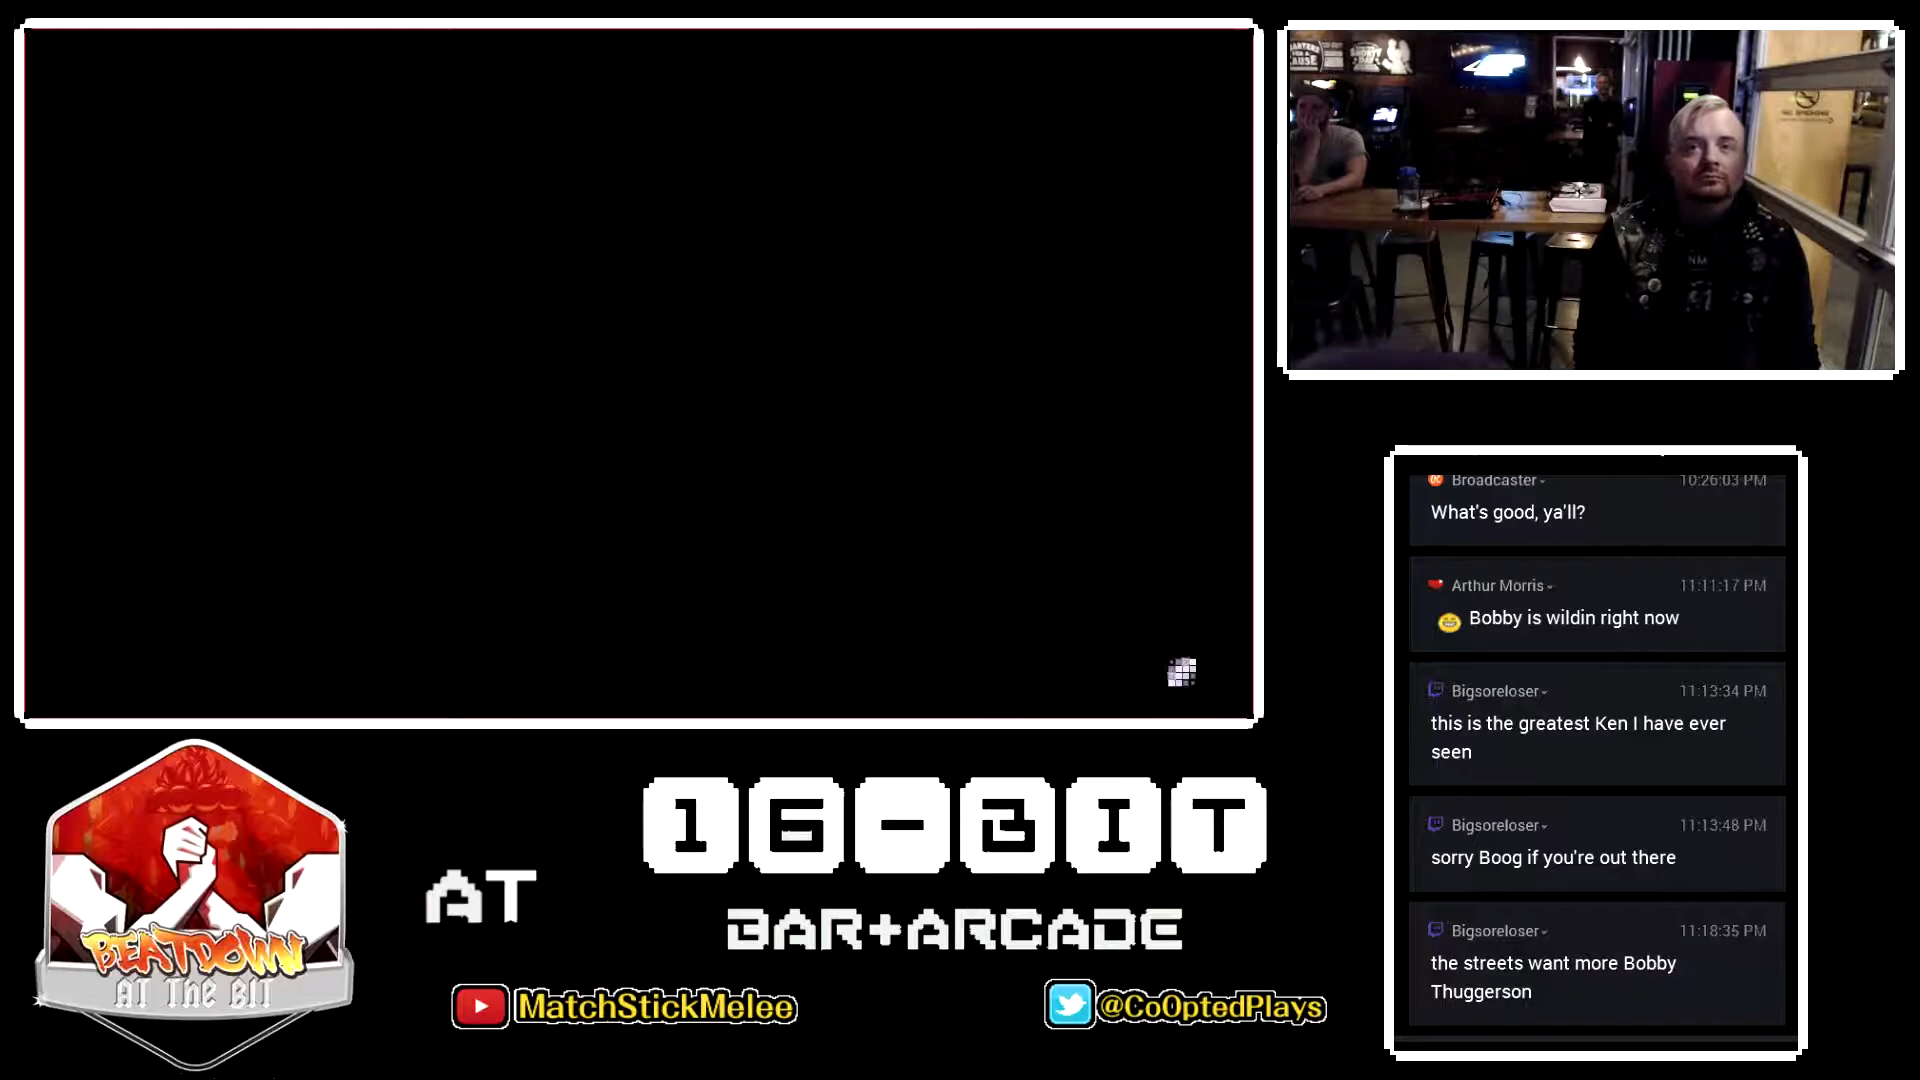 NO SMOKING
NM
Broadcaster 10:26:03 PM
What's good, ya'll?
Arthur Morris 11:11:17 PM
Bobby is wildin right now
Bigsoreloser 11:13:34 PM
this is the greatest Ken I have ever
seen
Bigsoreloser 11:13:48 PM
sorry Boog if you're out there
Bigsoreloser 11:18:35 PM
the streets want more Bobby
Thuggerson
BEATDOWN
AT The BIT
AT
16-BIT
BAR+ARCADE
MatchStickMelee
@CoOptedPlays